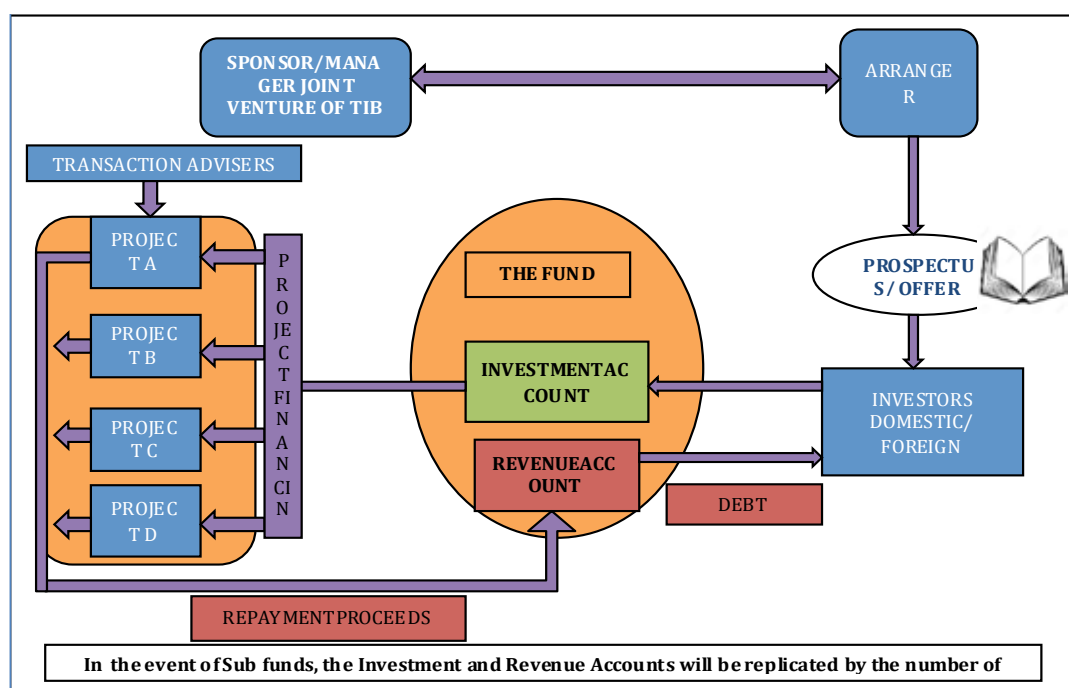 SPONSOR/MANA
GER JOINT
VENTURE OF TIB
ARRANGE
R
TRANSACTION ADVISERS
PROJEC
T A
PROJEC
T B
PROJEC
T C
PROJEC
T D
P
R
O
JE
C
T
FI
N
A
N
CI
N
THE FUND
INVESTMENTAC
COUNT
REVENUEACC
OUNT
PROSPECTU
S/OFFER
INVESTORS
DOMESTIC/
FOREIGN
DEBT
REPAYMENTPROCEEDS
In the event of Sub funds, the Investment and Revenue Accounts will be replicated by the number of